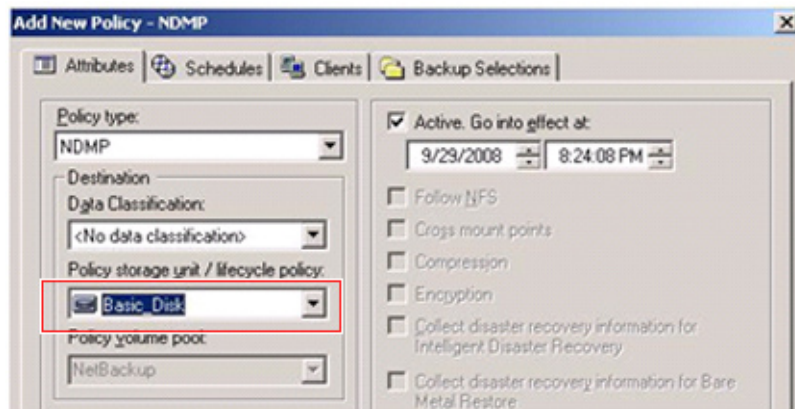 Add New Policy - NDMP
Attributes
Schedules
Clients
Backup Selections
Policy type:
NDMP
Destination
Data Classification:
<No data classification>
Policy storage unit / lifecycle policy:
Basic_Disk
Policy volume pool:
NetBackup
Active. Go into effect at:
9/29/2008
8:24:08 PM
Follow NFS
Cross mount points
Compression
Encryption
Collect disaster recovery information for
Intelligent Disaster Recovery
Collect disaster recovery information for Bare
Metal Restore